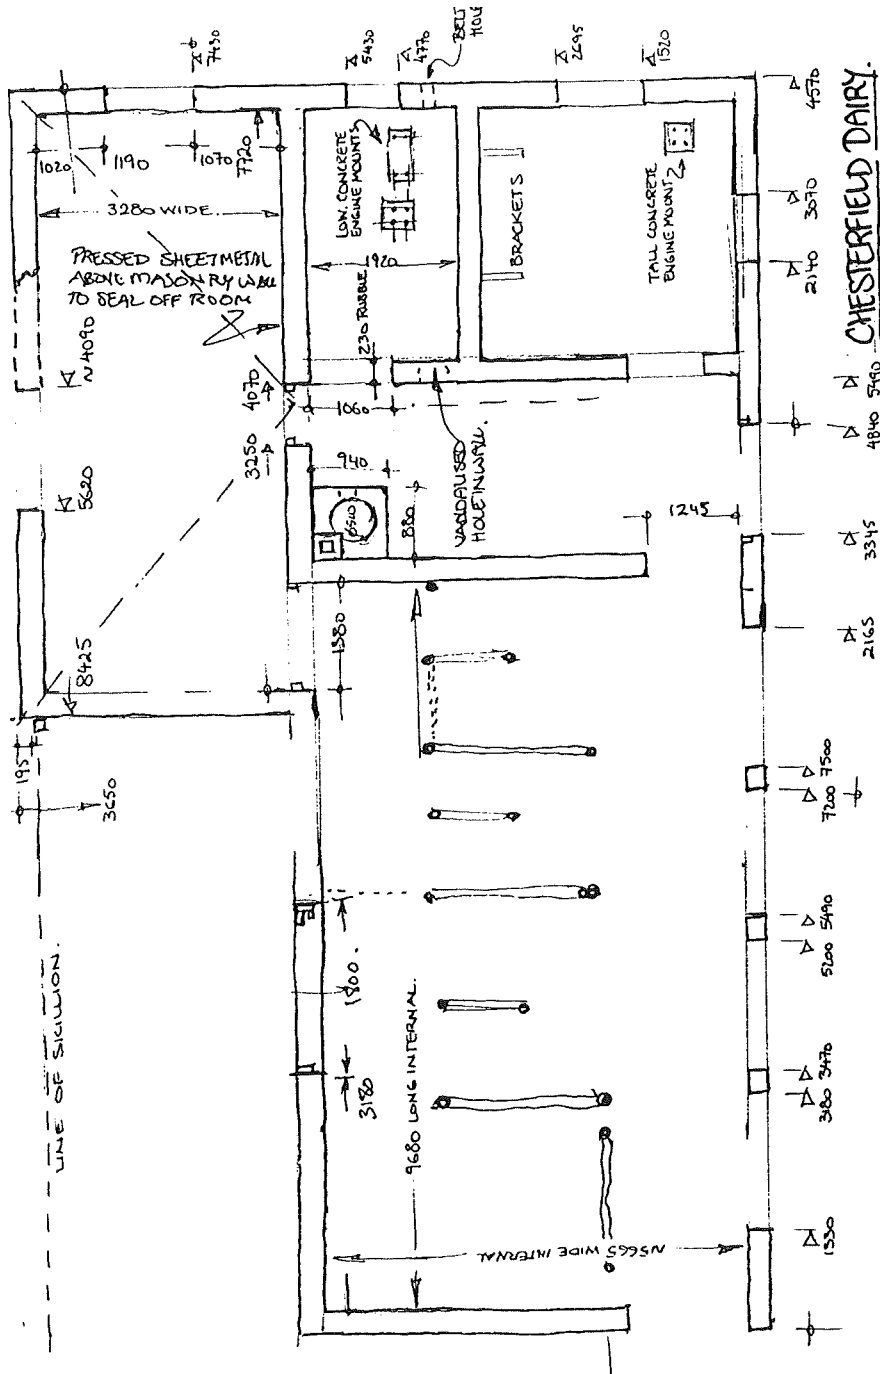 CHESTERFIELD DAIRY.
7430
5430
4770
BELT
HOLE
2695
1520
1020
1190
1070
7720
3280 WIDE.
PRESSED SHEETMETAL
ABOVE MASONRY WALL
TO SEAL OFF ROOM
LOW. CONCRETE
ENGINE MOUNTS
1920
BRACKETS
TALL CONCRETE
ENGINE MOUNT
230 RUBBLE
N 4090
5620
4070
3250
1060
940
880
VANDALISED
HOLE IN WALL.
1245
8425
195
3650
1380
LINE OF SKILLION.
1800.
3180
9680 LONG INTERNAL.
N5665 WIDE INTERNAL
4570
3070
2140
5490
4840
3345
2165
7500
7200
5490
5200
3470
3180
1330